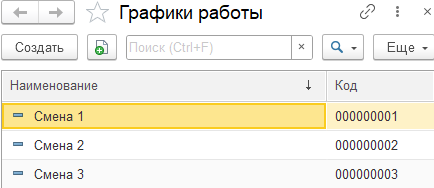 Графики работы
Создать Поиск (Ctrl+F) × Еще
Наименование ↓ Код
Смена 1 000000001
Смена 2 000000002
Смена 3 000000003